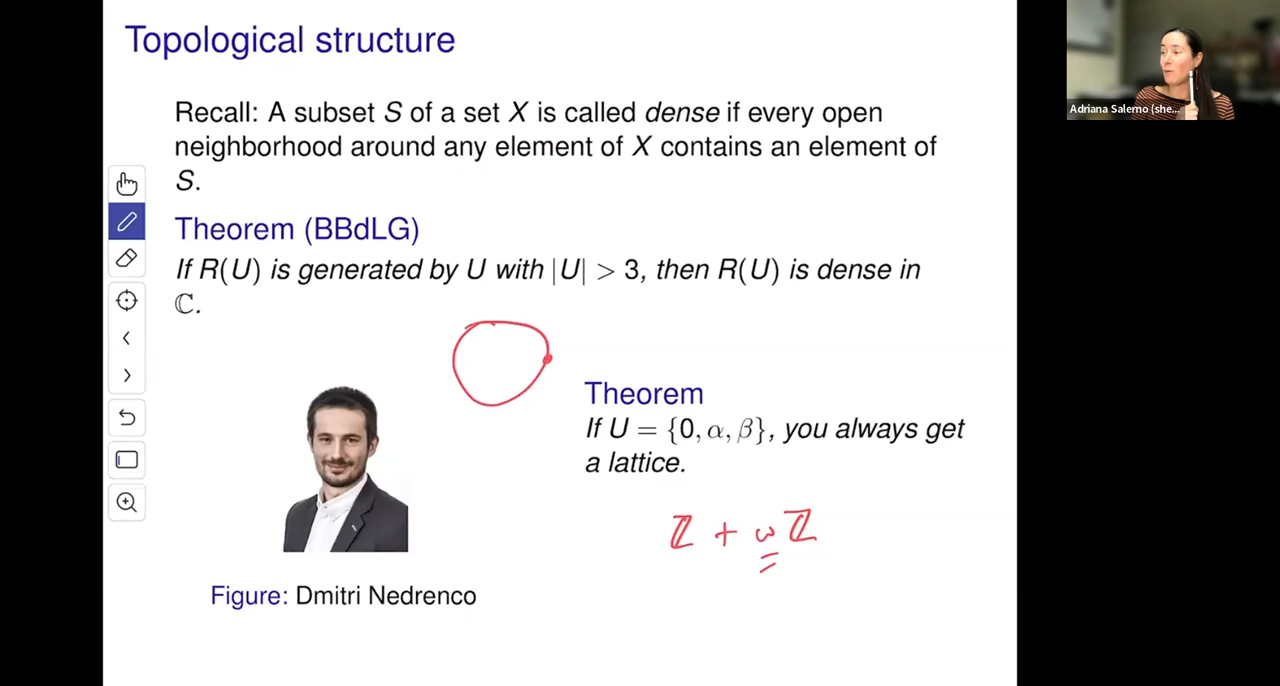 Topological structure
Recall: A subset S of a set X is called dense if every open
neighborhood around any element of X contains an element of
S.
Theorem (BBdLG)
If R(U) is generated by U with |U| > 3, then R(U) is dense in
ℂ.
Theorem
If U = {0, α, β}, you always get
a lattice.
ℤ + ωℤ
Figure: Dmitri Nedrenco
Adriana Salerno (she...